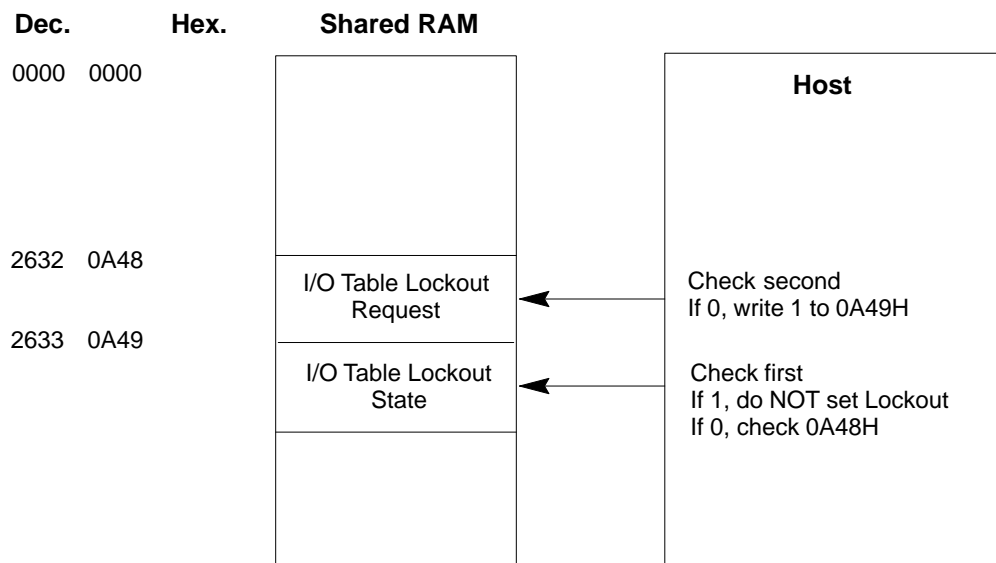 Dec. Hex. Shared RAM
0000 0000
Host
2632 0A48
I/O Table Lockout
Request
Check second
If 0, write 1 to 0A49H
2633 0A49
I/O Table Lockout
State
Check first
If 1, do NOT set Lockout
If 0, check 0A48H